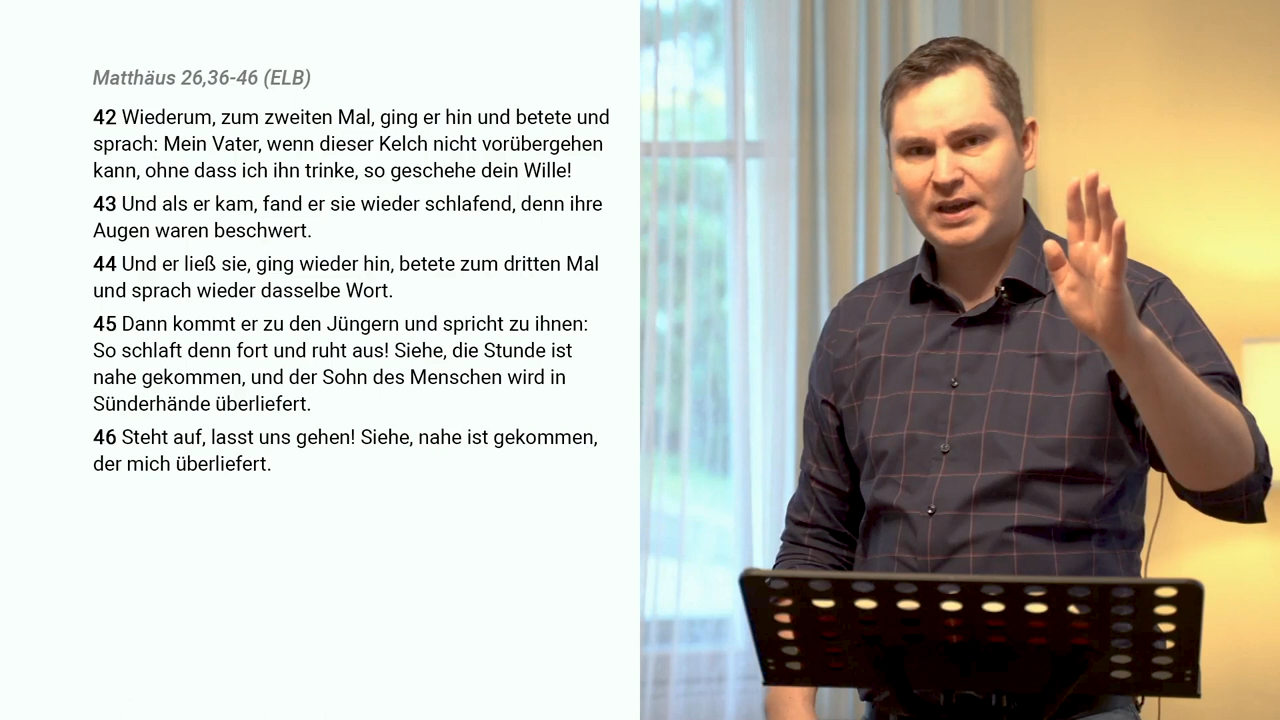 Matthäus 26,36-46 (ELB)
42 Wiederum, zum zweiten Mal, ging er hin und betete und
sprach: Mein Vater, wenn dieser Kelch nicht vorübergehen
kann, ohne dass ich ihn trinke, so geschehe dein Wille!
43 Und als er kam, fand er sie wieder schlafend, denn ihre
Augen waren beschwert.
44 Und er ließ sie, ging wieder hin, betete zum dritten Mal
und sprach wieder dasselbe Wort.
45 Dann kommt er zu den Jüngern und spricht zu ihnen:
So schlaft denn fort und ruht aus! Siehe, die Stunde ist
nahe gekommen, und der Sohn des Menschen wird in
Sünderhände überliefert.
46 Steht auf, lasst uns gehen! Siehe, nahe ist gekommen,
der mich überliefert.